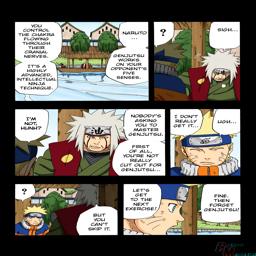 YOU
CONTROL
THE CHAKRA
FLOWING
THROUGH
THEIR
CRANIAL
NERVES.
IT'S A
HIGHLY
ADVANCED,
INTELLECTUAL
NINJA
TECHNIQUE.
NARUTO
...
GENJUTSU
WORKS
ON YOUR
OPPONENT'S
FIVE
SENSES.
?
SIGH...
I'M
NOT,
HUNH?
NOBODY'S
ASKING
YOU TO
MASTER
GENJUTSU.
FIRST
OF ALL,
YOU'RE
NOT REALLY
CUT OUT FOR
GENJUTSU...
I DON'T
REALLY
GET IT...
UGH...
?
BUT
YOU CAN'T
SKIP IT.
LET'S
GET TO
THE NEXT
EXERCISE!
FINE.
THEN
FORGET
GENJUTSU!